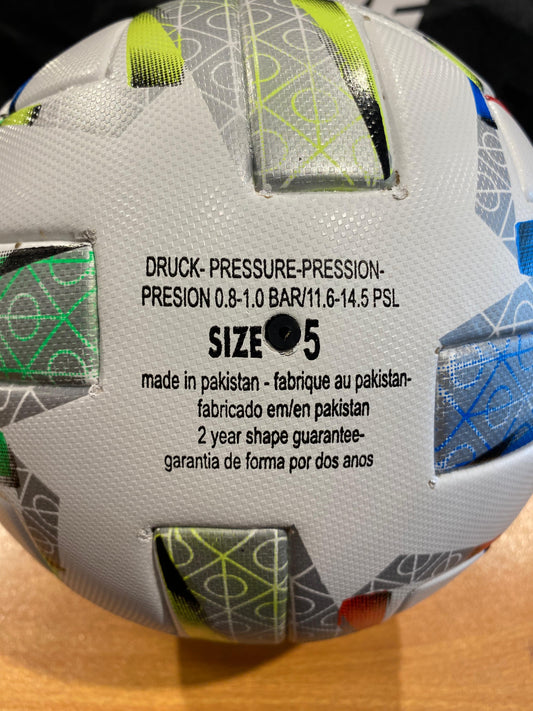 DRUCK- PRESSURE-PRESSION-
PRESION 0.8-1.0 BAR/11.6-14.5 PSL
SIZE 5
made in pakistan - fabrique au pakistan-
fabricado em/en pakistan
2 year shape guarantee-
garantia de forma por dos anos